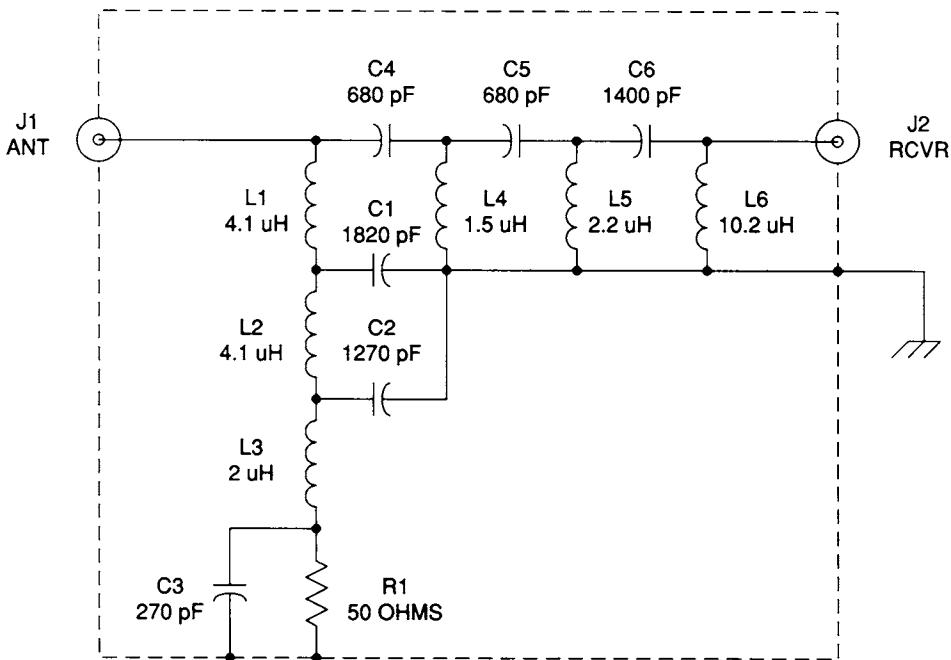 C4
680 pF
C5
680 pF
C6
1400 pF
J1
ANT
J2
RCVR
L1
4.1 uH
C1
1820 pF
L4
1.5 uH
L5
2.2 uH
L6
10.2 uH
L2
4.1 uH
C2
1270 pF
L3
2 uH
C3
270 pF
R1
50 OHMS